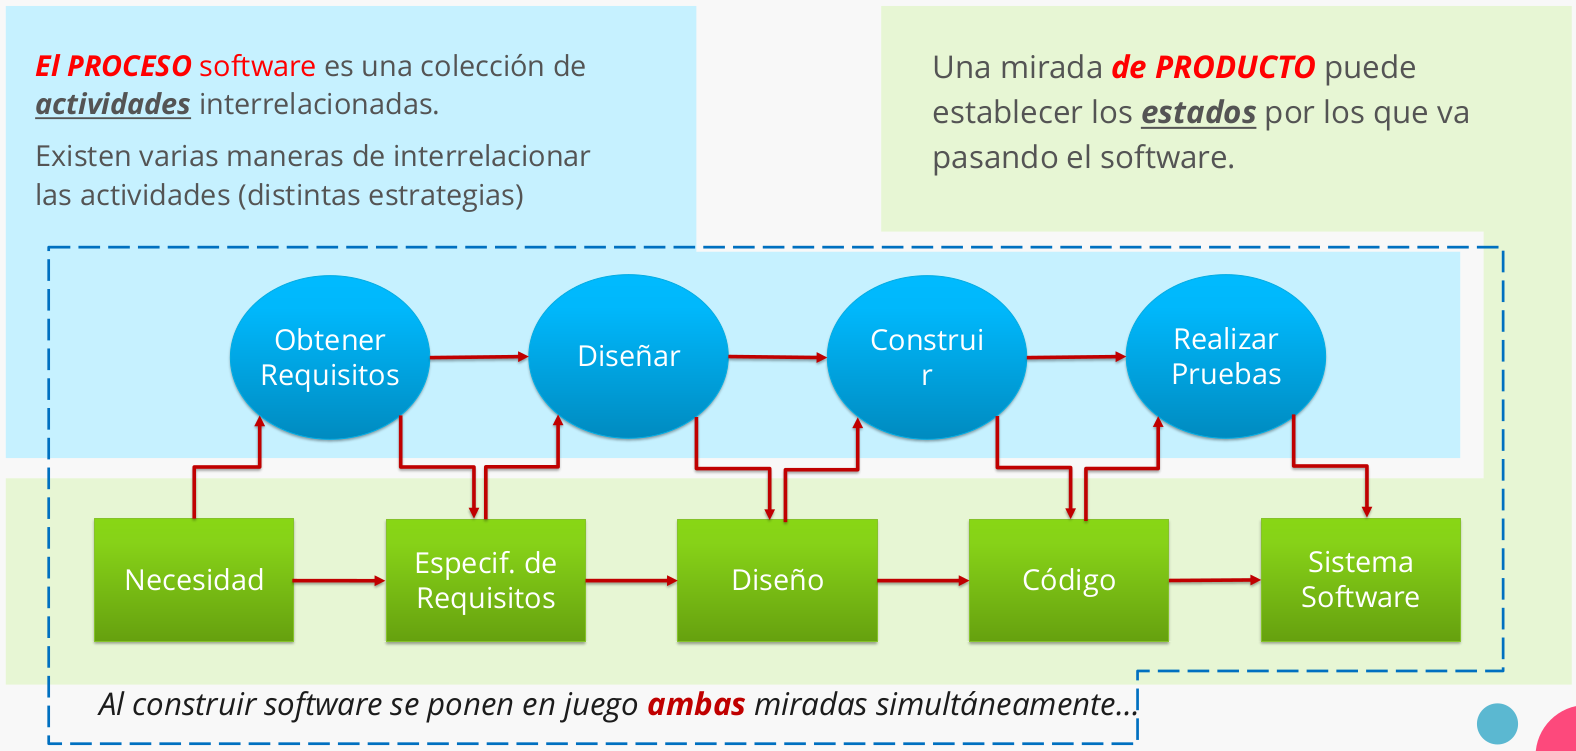 El PROCESO software es una colección de
actividades interrelacionadas.
Existen varias maneras de interrelacionar
las actividades (distintas estrategias)
Una mirada de PRODUCTO puede
establecer los estados por los que va
pasando el software.
Obtener
Requisitos
Diseñar
Construi
r
Realizar
Pruebas
Necesidad
Especif. de
Requisitos
Diseño
Código
Sistema
Software
Al construir software se ponen en juego ambas miradas simultáneamente...